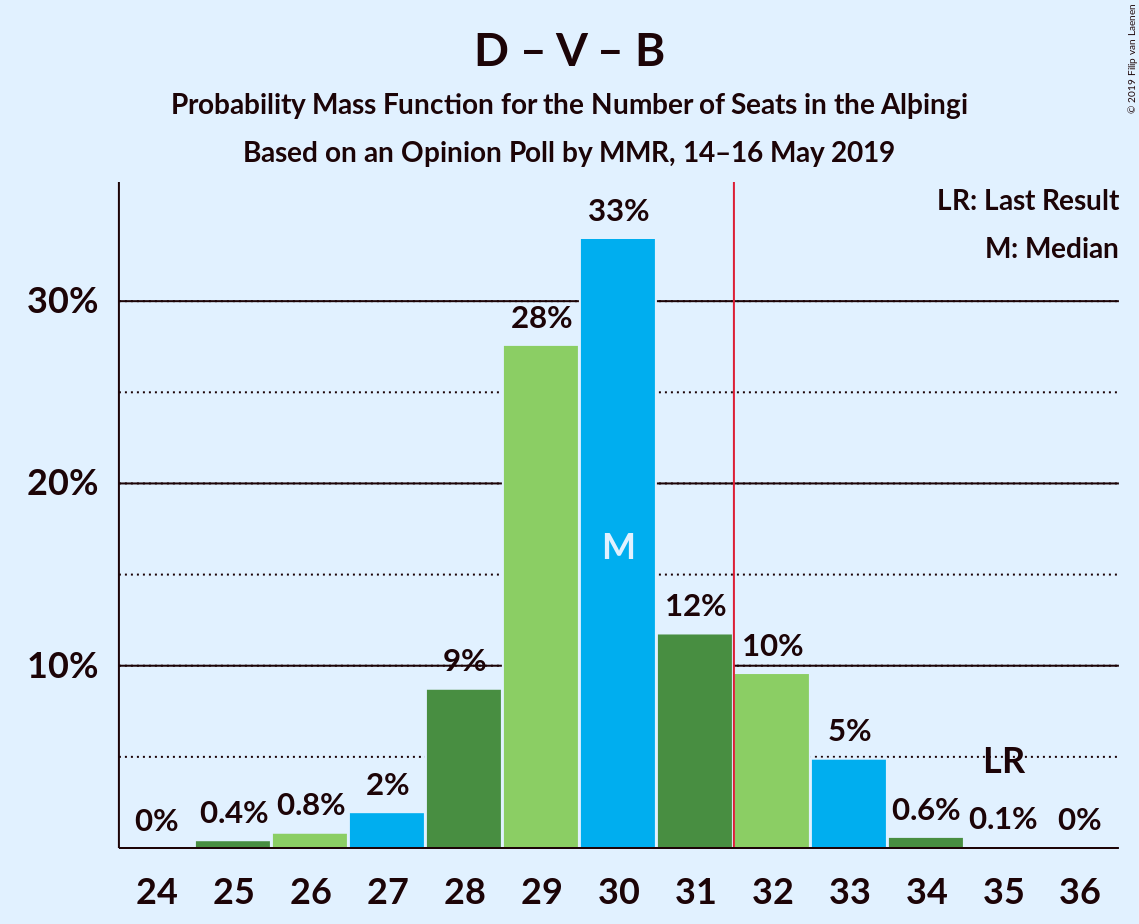 D – V – B
Probability Mass Function for the Number of Seats in the Alþingi
Based on an Opinion Poll by MMR, 14–16 May 2019
© 2019 Filip van Laenen
LR: Last Result
M: Median
30%
20%
10%
0%
0.4%
0.8%
2%
9%
28%
33%
M
12%
10%
5%
0.6%
LR
0.1%
0%
24 25 26 27 28 29 30 31 32 33 34 35 36